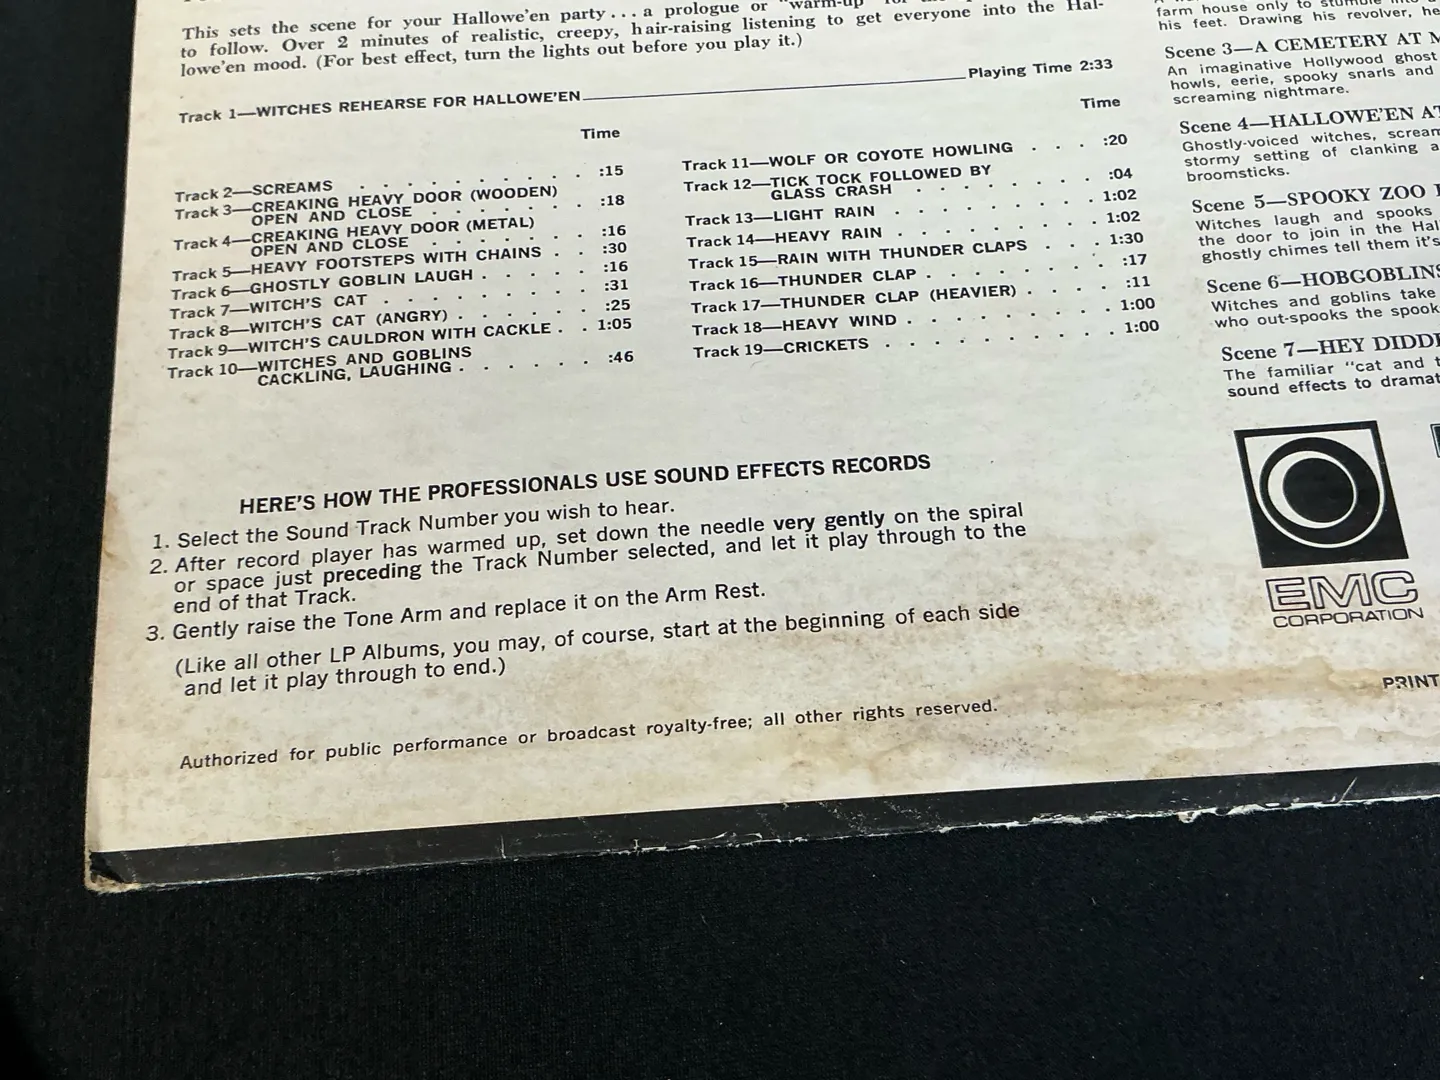 This sets the scene for your Hallowe'en party . . . a prologue or "warm-up" for the
to follow. Over 2 minutes of realistic, creepy, hair-raising listening to get everyone into the Hal-
lowe'en mood. (For best effect, turn the lights out before you play it.)
Track 1—WITCHES REHEARSE FOR HALLOWE'EN Playing Time 2:33
Time
Track 2—SCREAMS . . . . . . . . . . :15
Track 3—CREAKING HEAVY DOOR (WOODEN)
OPEN AND CLOSE . . . . . . . :18
Track 4—CREAKING HEAVY DOOR (METAL)
OPEN AND CLOSE . . . . . . . :16
Track 5—HEAVY FOOTSTEPS WITH CHAINS . . :30
Track 6—GHOSTLY GOBLIN LAUGH . . . . . :16
Track 7—WITCH'S CAT . . . . . . . . . :31
Track 8—WITCH'S CAT (ANGRY) . . . . . . :25
Track 9—WITCH'S CAULDRON WITH CACKLE . . 1:05
Track 10—WITCHES AND GOBLINS
CACKLING, LAUGHING . . . . . . :46
Time
Track 11—WOLF OR COYOTE HOWLING . . . :20
Track 12—TICK TOCK FOLLOWED BY
GLASS CRASH . . . . . . . . :04
Track 13—LIGHT RAIN . . . . . . . . . 1:02
Track 14—HEAVY RAIN . . . . . . . . . 1:02
Track 15—RAIN WITH THUNDER CLAPS . . . 1:30
Track 16—THUNDER CLAP . . . . . . . . :17
Track 17—THUNDER CLAP (HEAVIER) . . . . :11
Track 18—HEAVY WIND . . . . . . . . . 1:00
Track 19—CRICKETS . . . . . . . . . . 1:00
HERE'S HOW THE PROFESSIONALS USE SOUND EFFECTS RECORDS
1. Select the Sound Track Number you wish to hear.
2. After record player has warmed up, set down the needle very gently on the spiral
or space just preceding the Track Number selected, and let it play through to the
end of that Track.
3. Gently raise the Tone Arm and replace it on the Arm Rest.
(Like all other LP Albums, you may, of course, start at the beginning of each side
and let it play through to end.)
Authorized for public performance or broadcast royalty-free; all other rights reserved.
farm house only to stumble
his feet. Drawing his revolver, he
Scene 3—A CEMETERY AT
An imaginative Hollywood ghost
howls, eerie, spooky snarls and
screaming nightmare.
Scene 4—HALLOWE'EN
Ghostly-voiced witches,
stormy setting of clanking
broomsticks.
Scene 5—SPOOKY ZOO
Witches laugh and spooks
the door to join in the
ghostly chimes tell them it's
Scene 6—HOBGOBLINS
Witches and goblins take
who out-spooks the
Scene 7—HEY
The familiar "cat and
sound effects to
EMC
CORPORATION
PRINT